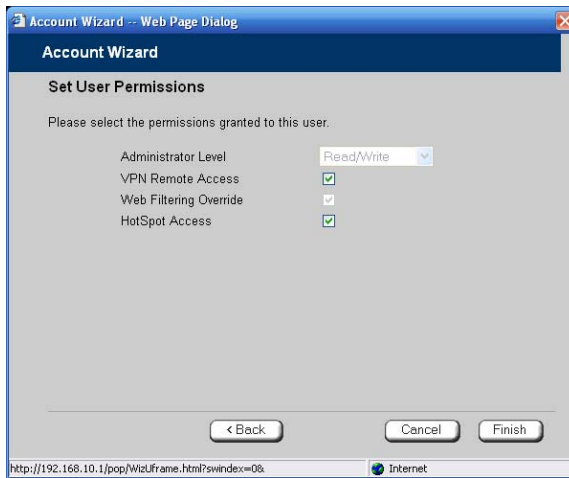 Account Wizard -- Web Page Dialog
Account Wizard
Set User Permissions
Please select the permissions granted to this user.
Administrator Level Read/Write
VPN Remote Access
Web Filtering Override
HotSpot Access
< Back Cancel Finish
http://192.168.10.1/pop/WizUframe.html?swindex=0& Internet